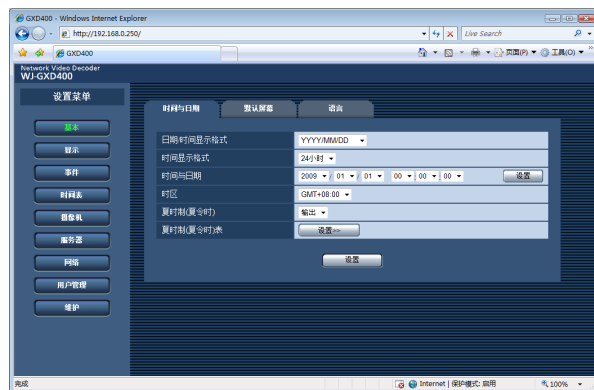 GXD400 - Windows Internet Explorer
http://192.168.0.250/
Live Search
GXD400
页面(P)
工具(O)
Network Video Decoder
WJ-GXD400
设置菜单
基本
显示
事件
时间表
摄像机
服务器
网络
用户管理
维护
时间与日期 默认屏幕 语言
日期/时间显示格式 YYYY/MM/DD
时间显示格式 24小时
时间与日期 2009 / 01 / 01 00 : 00 : 00 设置
时区 GMT+08:00
夏时制(夏令时) 输出
夏时制(夏令时)表 设置>>
设置
完成 Internet | 保护模式: 启用 100%